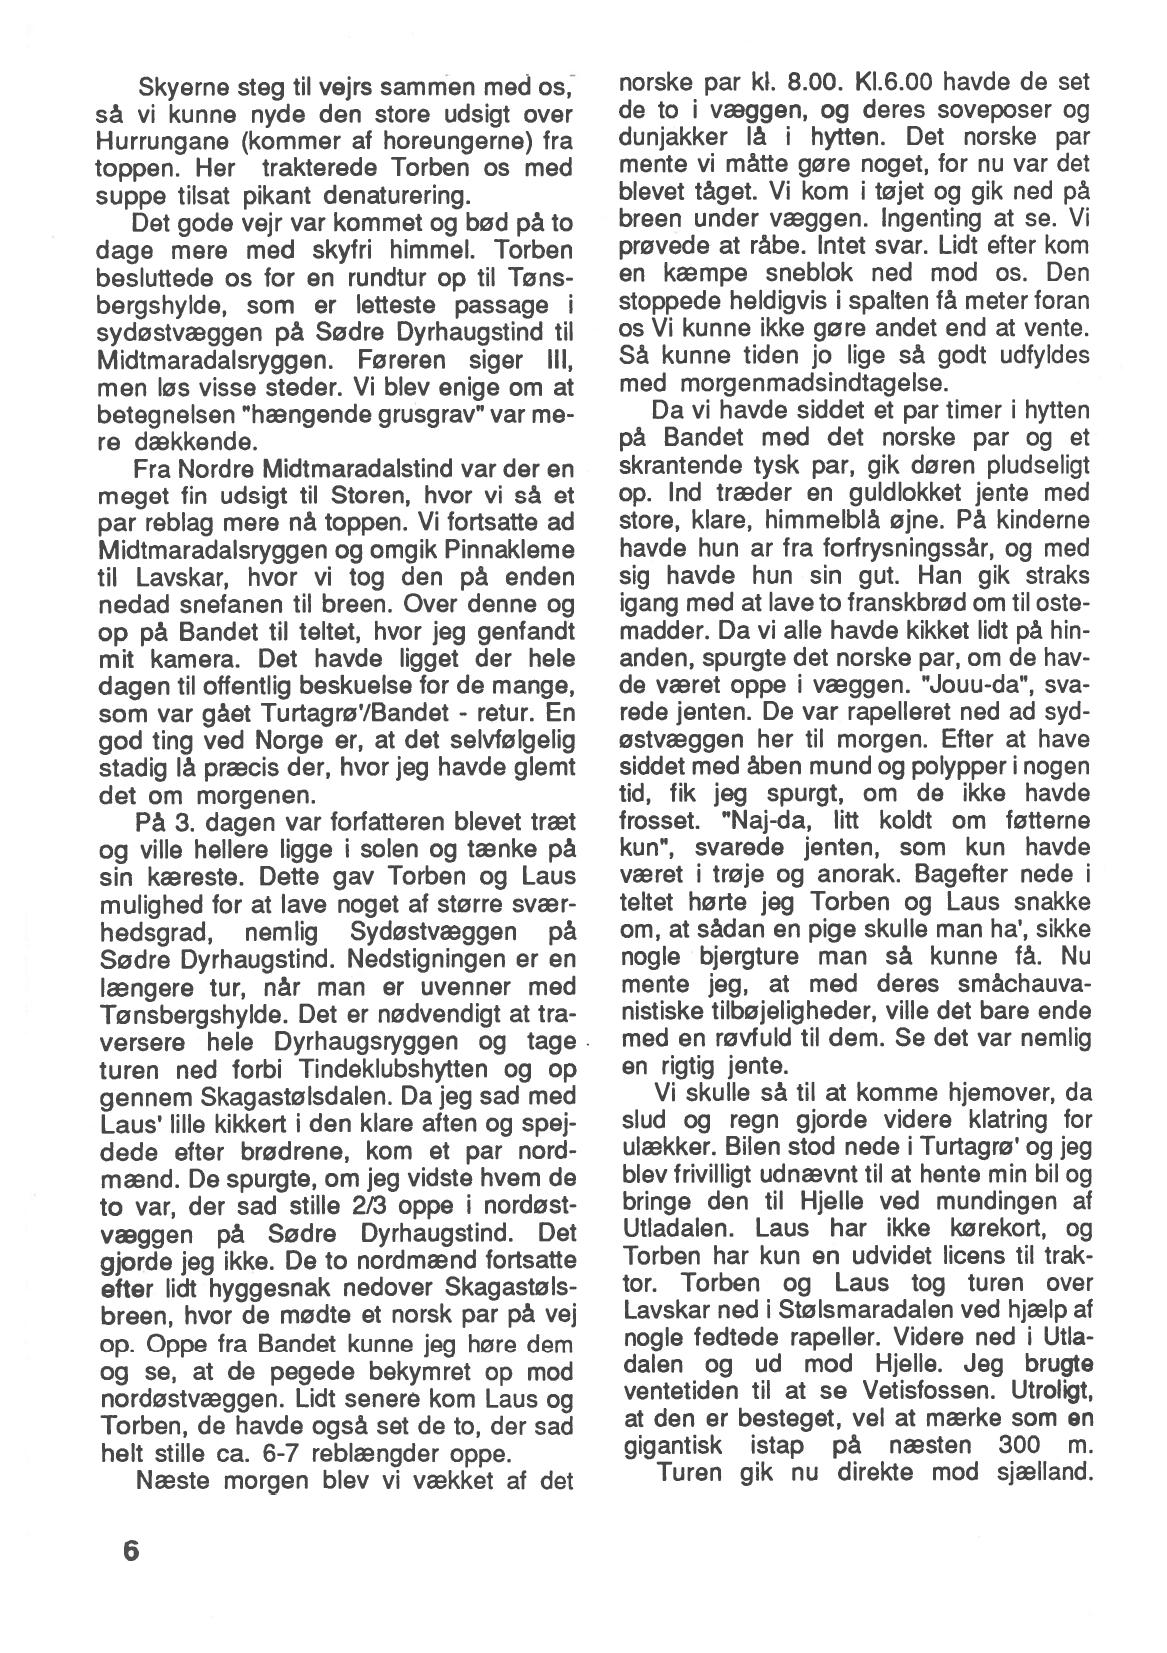 Skyerne steg til vejrs sammen med os,
så vi kunne nyde den store udsigt over
Hurrungane (kommer af horeungerne) fra
toppen. Her trakterede Torben os med
suppe tilsat pikant denaturering.
Det gode vejr var kommet og bød på to
dage mere med skyfri himmel. Torben
besluttede os for en rundtur op til Tøns-
bergshylde, som er letteste passage i
sydøstvæggen på Sødre Dyrhaugstind til
Midtmaradalsryggen. Føreren siger III,
men løs visse steder. Vi blev enige om at
betegnelsen "hængende grusgrav" var me-
re dækkende.
Fra Nordre Midtmaradalstind var der en
meget fin udsigt til Storen, hvor vi så et
par reblag mere nå toppen. Vi fortsatte ad
Midtmaradalsryggen og omgik Pinnakleme
til Lavskar, hvor vi tog den på enden
nedad snefanen til breen. Over denne og
op på Bandet til teltet, hvor jeg genfandt
mit kamera. Det havde ligget der hele
dagen til offentlig beskuelse for de mange,
som var gået Turtagrø'/Bandet - retur. En
god ting ved Norge er, at det selvfølgelig
stadig lå præcis der, hvor jeg havde glemt
det om morgenen.
På 3. dagen var forfatteren blevet træt
og ville hellere ligge i solen og tænke på
sin kæreste. Dette gav Torben og Laus
mulighed for at lave noget af større svær-
hedsgrad, nemlig Sydøstvæggen på
Sødre Dyrhaugstind. Nedstigningen er en
længere tur, når man er uvenner med
Tønsbergshylde. Det er nødvendigt at tra-
versere hele Dyrhaugsryggen og tage
turen ned forbi Tindeklubshytten og op
gennem Skagastølsdalen. Da jeg sad med
Laus' lille kikkert i den klare aften og spej-
dede efter brødrene, kom et par nord-
mænd. De spurgte, om jeg vidste hvem de
to var, der sad stille 2/3 oppe i nordøst-
væggen på Sødre Dyrhaugstind. Det
gjorde jeg ikke. De to nordmænd fortsatte
efter lidt hyggesnak nedover Skagastøls-
breen, hvor de mødte et norsk par på vej
op. Oppe fra Bandet kunne jeg høre dem
og se, at de pegede bekymret op mod
nordøstvæggen. Lidt senere kom Laus og
Torben, de havde også set de to, der sad
helt stille ca. 6-7 reblængder oppe.
Næste morgen blev vi vækket af det
norske par kl. 8.00. Kl.6.00 havde de set
de to i væggen, og deres soveposer og
dunjakker lå i hytten. Det norske par
mente vi måtte gøre noget, for nu var det
blevet tåget. Vi kom i tøjet og gik ned på
breen under væggen. Ingenting at se. Vi
prøvede at råbe. Intet svar. Lidt efter kom
en kæmpe sneblok ned mod os. Den
stoppede heldigvis i spalten få meter foran
os Vi kunne ikke gøre andet end at vente.
Så kunne tiden jo lige så godt udfyldes
med morgenmadsindtagelse.
Da vi havde siddet et par timer i hytten
på Bandet med det norske par og et
skrantende tysk par, gik døren pludseligt
op. Ind træder en guldlokket jente med
store, klare, himmelblå øjne. På kinderne
havde hun ar fra forfrysningssår, og med
sig havde hun sin gut. Han gik straks
igang med at lave to franskbrød om til oste-
madder. Da vi alle havde kikket lidt på hin-
anden, spurgte det norske par, om de hav-
de været oppe i væggen. "Jouu-da", sva-
rede jenten. De var rapelleret ned ad syd-
østvæggen her til morgen. Efter at have
siddet med åben mund og polypper i nogen
tid, fik jeg spurgt, om de ikke havde
frosset. "Naj-da, litt koldt om føtterne
kun", svarede jenten, som kun havde
været i trøje og anorak. Bagefter nede i
teltet hørte jeg Torben og Laus snakke
om, at sådan en pige skulle man ha', sikke
nogle bjergture man så kunne få. Nu
mente jeg, at med deres småchauva-
nistiske tilbøjeligheder, ville det bare ende
med en røvfuld til dem. Se det var nemlig
en rigtig jente.
Vi skulle så til at komme hjemover, da
slud og regn gjorde videre klatring for
ulækker. Bilen stod nede i Turtagrø' og jeg
blev frivilligt udnævnt til at hente min bil og
bringe den til Hjelle ved mundingen af
Utladalen. Laus har ikke kørekort, og
Torben har kun en udvidet licens til trak-
tor. Torben og Laus tog turen over
Lavskar ned i Stølsmaradalen ved hjælp af
nogle fedtede rapeller. Videre ned i Utla-
dalen og ud mod Hjelle. Jeg brugte
ventetiden til at se Vetisfossen. Utroligt,
at den er besteget, vel at mærke som en
gigantisk istap på næsten 300 m.
Turen gik nu direkte mod sjælland.
6